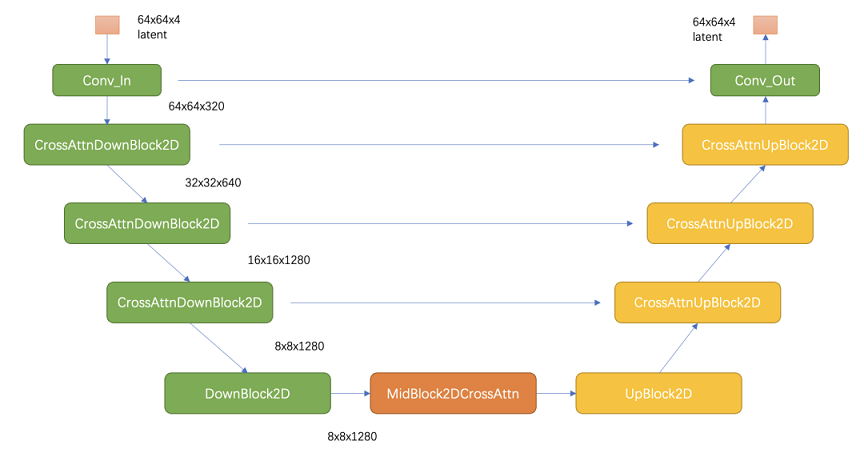 64x64x4
latent
64x64x4
latent
Conv_In
Conv_Out
64x64x320
CrossAttnDownBlock2D
CrossAttnUpBlock2D
32x32x640
CrossAttnDownBlock2D
CrossAttnUpBlock2D
16x16x1280
CrossAttnDownBlock2D
CrossAttnUpBlock2D
8x8x1280
DownBlock2D
MidBlock2DCrossAttn
UpBlock2D
8x8x1280